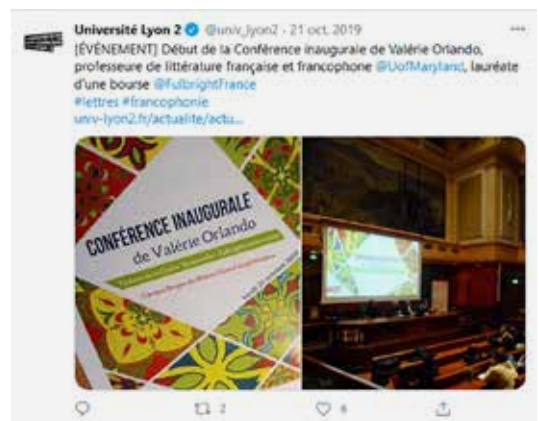 Université Lyon 2 @univ_lyon2 · 21 oct. 2019
[ÉVÉNEMENT] Début de la Conférence inaugurale de Valérie Orlando,
professeure de littérature française et francophone @UofMaryland, lauréate
d'une bourse @FulbrightFrance
#lettres #francophonie
univ-lyon2.fr/actualite/actu...
CONFÉRENCE INAUGURALE
de Valérie Orlando
2
6